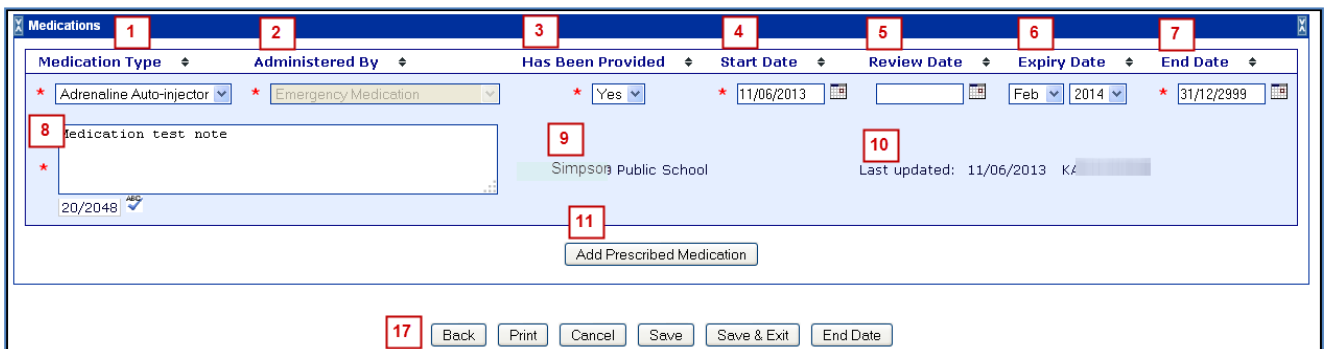 Medications
1 2 3 4 5 6 7
Medication Type Administered By Has Been Provided Start Date Review Date Expiry Date End Date
* Adrenaline Auto-injector * Emergency Medication * Yes * 11/06/2013 Feb 2014 * 31/12/2999
8 Medication test note
9 10
* Simpson Public School Last updated: 11/06/2013
20/2048 ABC
11
Add Prescribed Medication
17 Back Print Cancel Save Save & Exit End Date